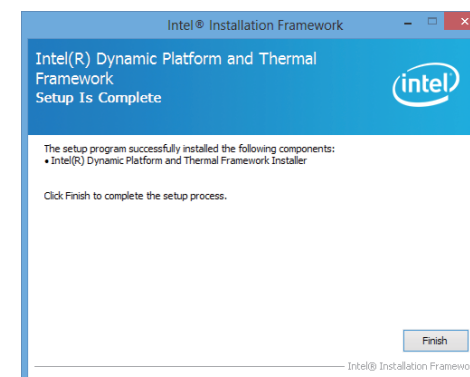 Intel® Installation Framework
Intel(R) Dynamic Platform and Thermal
Framework
Setup Is Complete
intel
The setup program successfully installed the following components:
• Intel(R) Dynamic Platform and Thermal Framework Installer
Click Finish to complete the setup process.
Finish
Intel(R) Installation Framewo